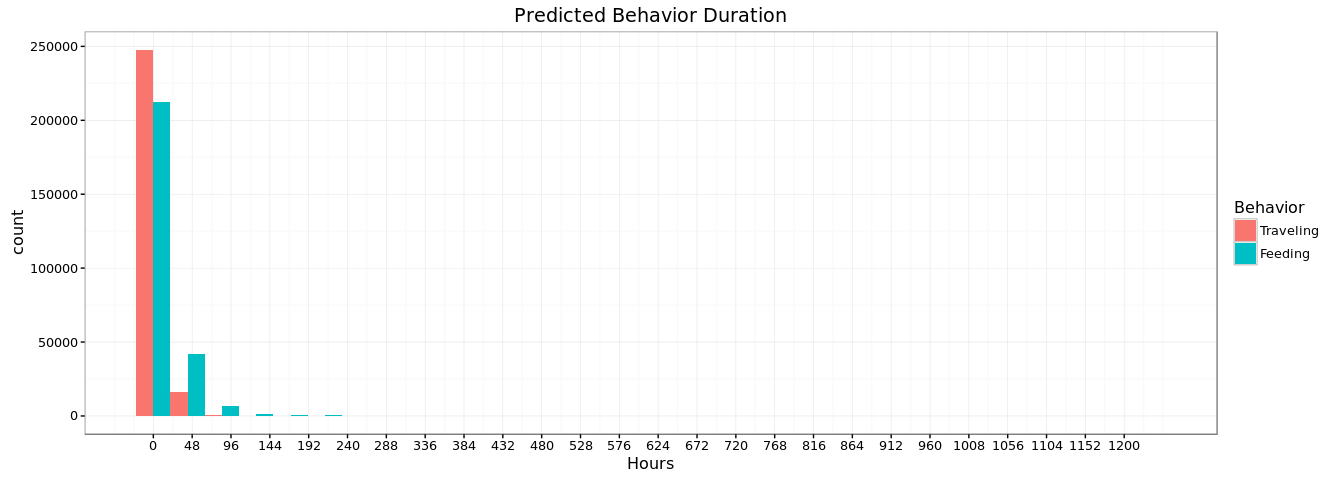 Predicted Behavior Duration
250000
200000
150000
100000
50000
0
count
0 48 96 144 192 240 288 336 384 432 480 528 576 624 672 720 768 816 864 912 960 1008 1056 1104 1152 1200
Hours
Behavior
Traveling
Feeding